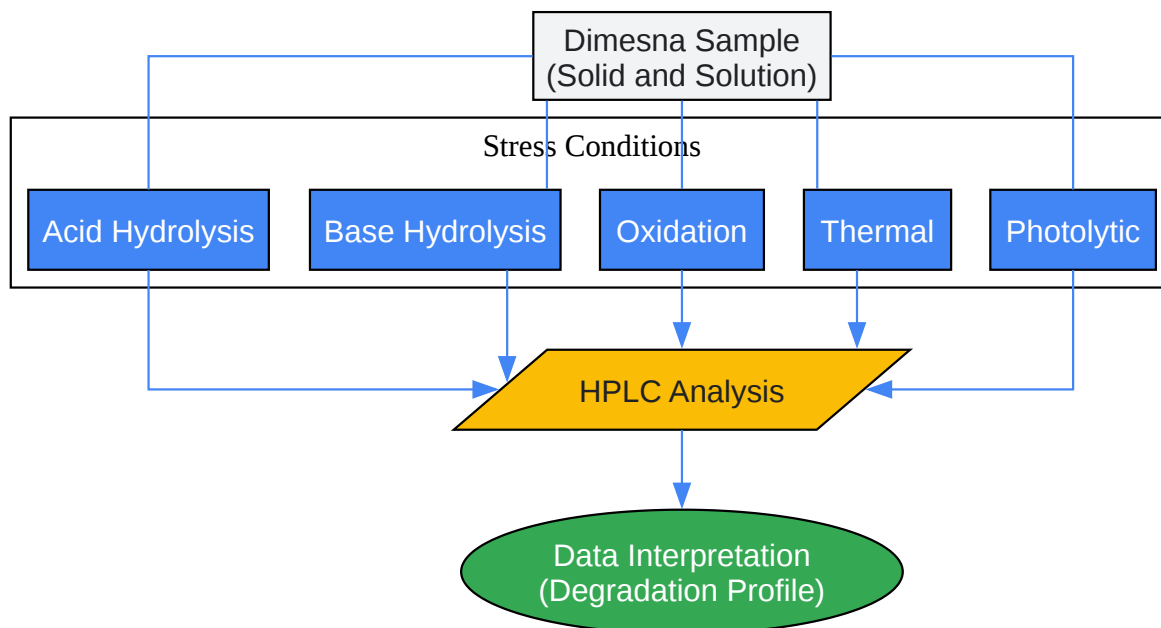 Dimesna Sample
(Solid and Solution)
Stress Conditions
Acid Hydrolysis
Base Hydrolysis
Oxidation
Thermal
Photolytic
HPLC Analysis
Data Interpretation
(Degradation Profile)